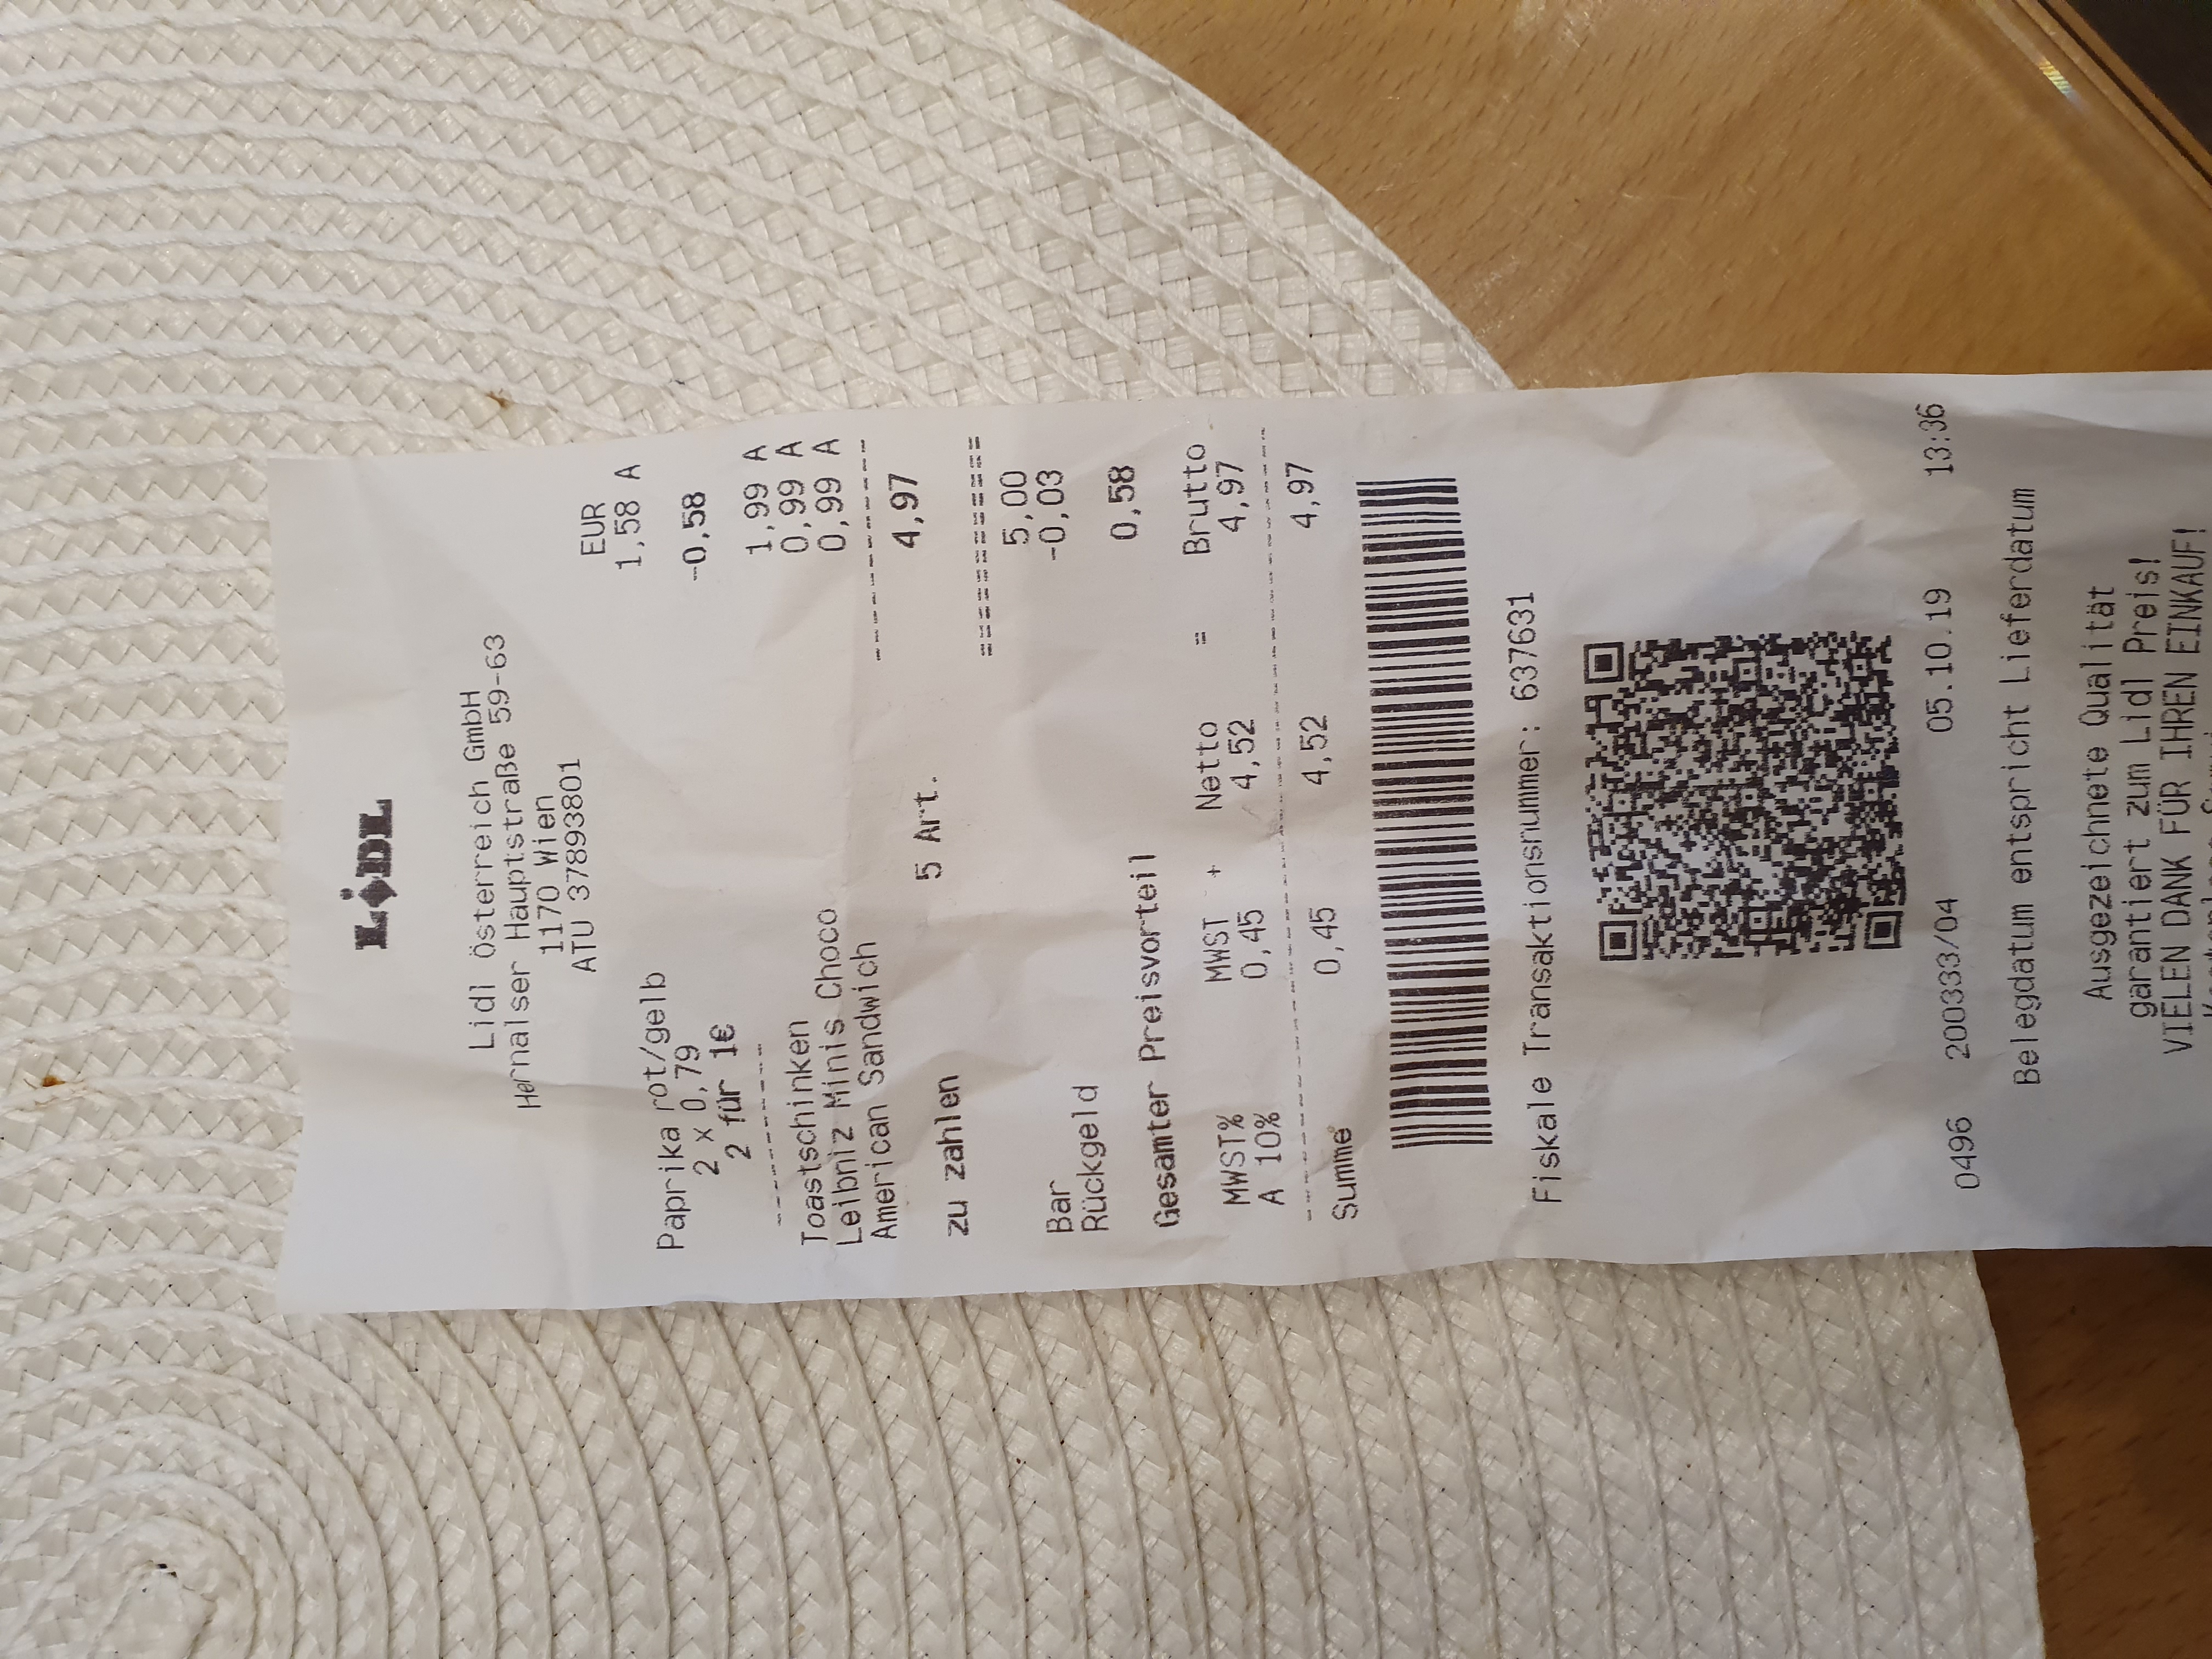 LiDL
Lidl Österreich GmbH
Hernalser Hauptstraße 59-63
1170 Wien
ATU 37893801
EUR
Paprika rot/gelb 1,58 A
2 x 0,79
2 für 1€ -0,58
----------
Toastschinken 1,99 A
Leibniz Minis Choco 0,99 A
American Sandwich 0,99 A
----------
zu zahlen 5 Art. 4,97
==========
Bar 5,00
Rückgeld -0,03
Gesamter Preisvorteil 0,58
MWST% MWST + Netto = Brutto
A 10% 0,45 4,52 4,97
Summe 0,45 4,52 4,97
Fiskale Transaktionsnummer: 637631
0496 200333/04 05.10.19 13:36
Belegdatum entspricht Lieferdatum
Ausgezeichnete Qualität
garantiert zum Lidl Preis!
VIELEN DANK FÜR IHREN EINKAUF!